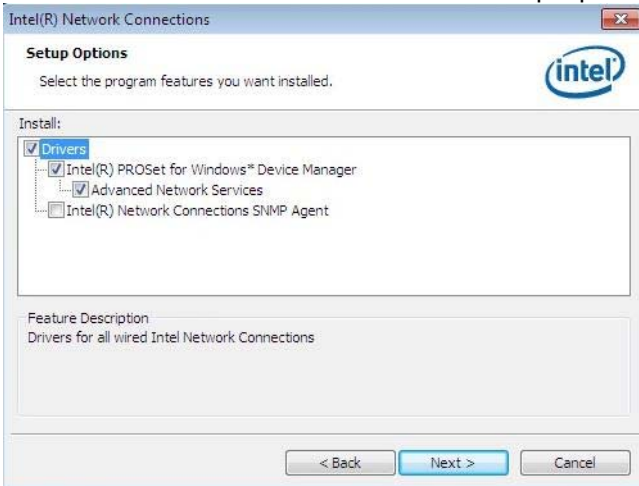 Intel(R) Network Connections
Setup Options
Select the program features you want installed.
intel
Install:
Drivers
Intel(R) PROSet for Windows* Device Manager
Advanced Network Services
Intel(R) Network Connections SNMP Agent
Feature Description
Drivers for all wired Intel Network Connections
< Back Next > Cancel